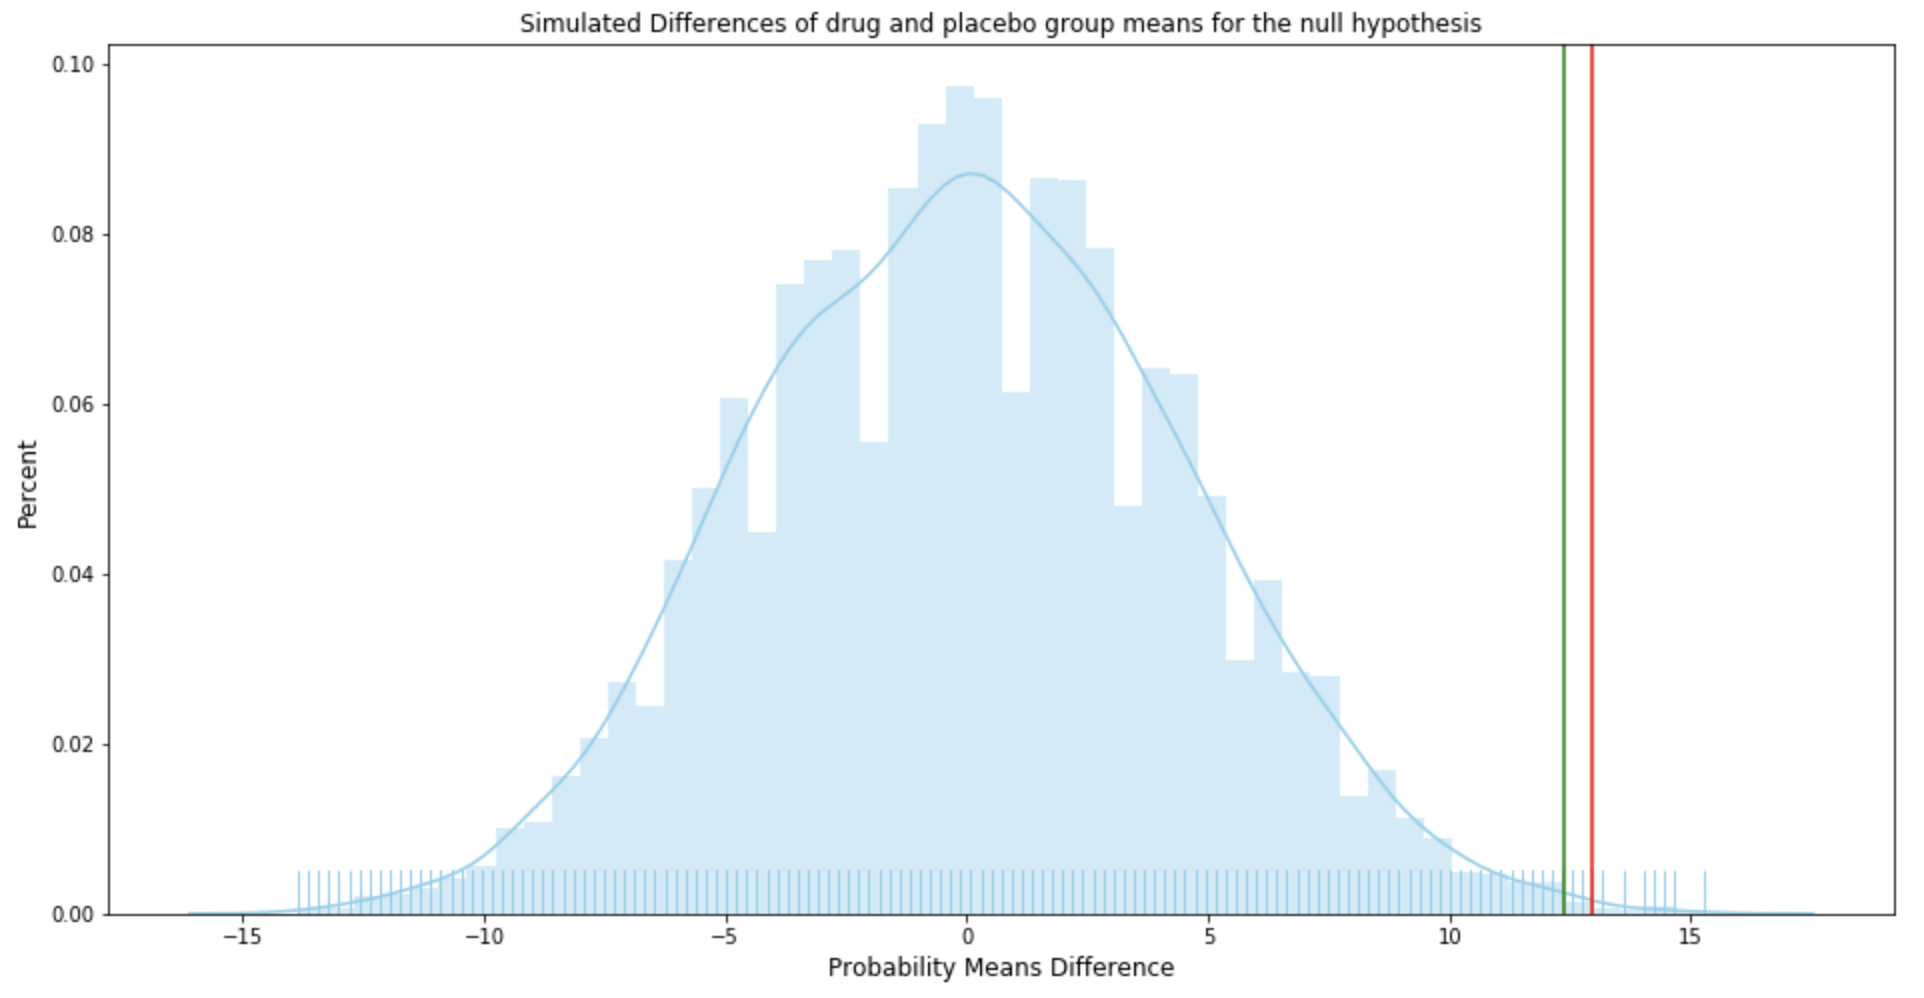 Simulated Differences of drug and placebo group means for the null hypothesis
0.10
0.08
0.06
0.04
0.02
0.00
Percent
−15 −10 −5 0 5 10 15
Probability Means Difference